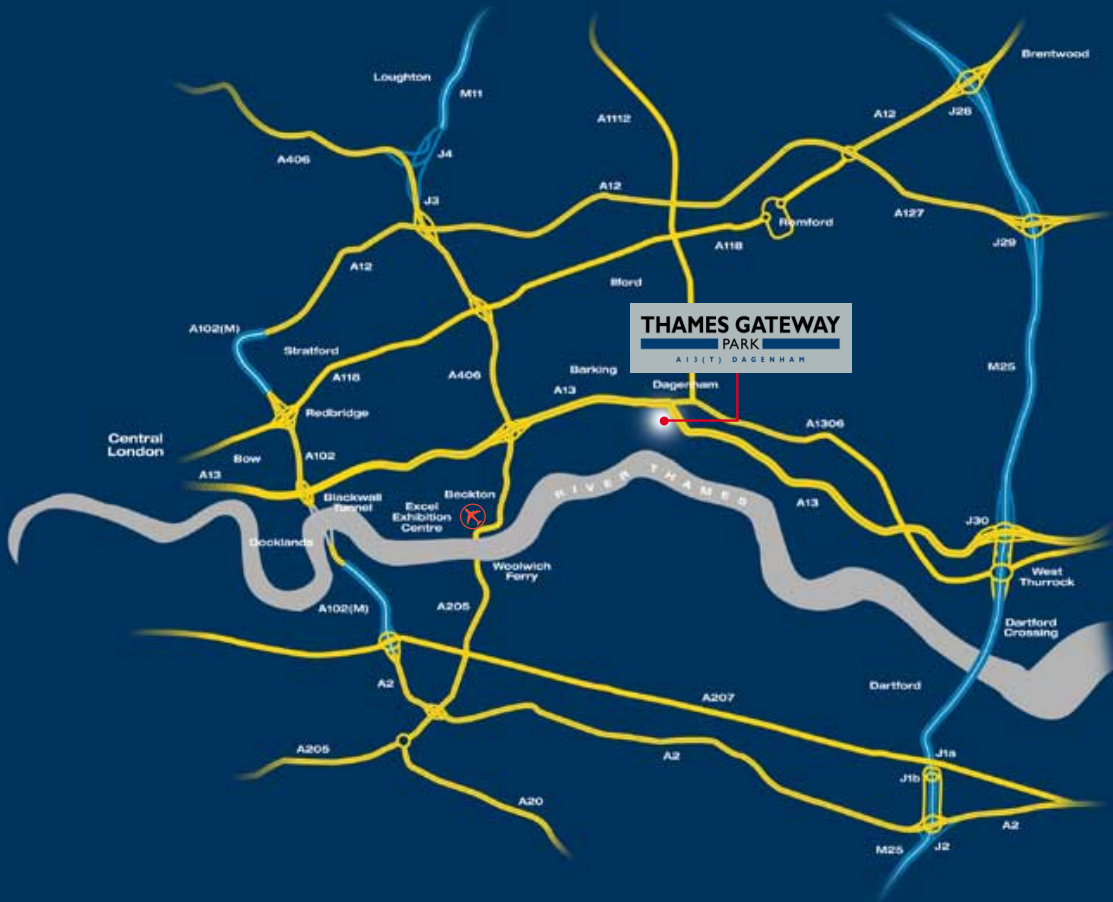 Brentwood
Loughton
M11
J26
A12
A1112
J4
A406
A12
J3
Romford
A127
A118
J29
A12
Ilford
A102(M)
THAMES GATEWAY
PARK
A13(T) DAGENHAM
Stratford
M25
A118
A406
Barking
Dagenham
A13
Redbridge
A1306
Central
London
Bow
A102
A13
RIVER THAMES
Blackwall
Tunnel
Beckton
Excel
Exhibition
Centre
A13
J30
Docklands
Woolwich
Ferry
West
Thurrock
A102(M)
A205
Dartford
Crossing
A2
Dartford
A207
A205
A2
J1a
J1b
A20
A2
M25
J2